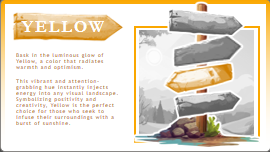 YELLOW
Bask in the luminous glow of
Yellow, a color that radiates
warmth and optimism.
This vibrant and attention-
grabbing hue instantly injects
energy into any visual landscape.
Symbolizing positivity and
creativity, Yellow is the perfect
choice for those who seek to
infuse their surroundings with a
burst of sunshine.